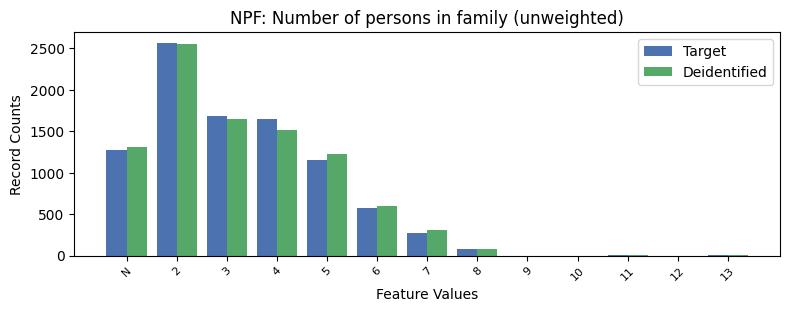 NPF: Number of persons in family (unweighted)
Target
Deidentified
Record Counts
2500
2000
1500
1000
500
0
N 2 3 4 5 6 7 8 9 10 11 12 13
Feature Values